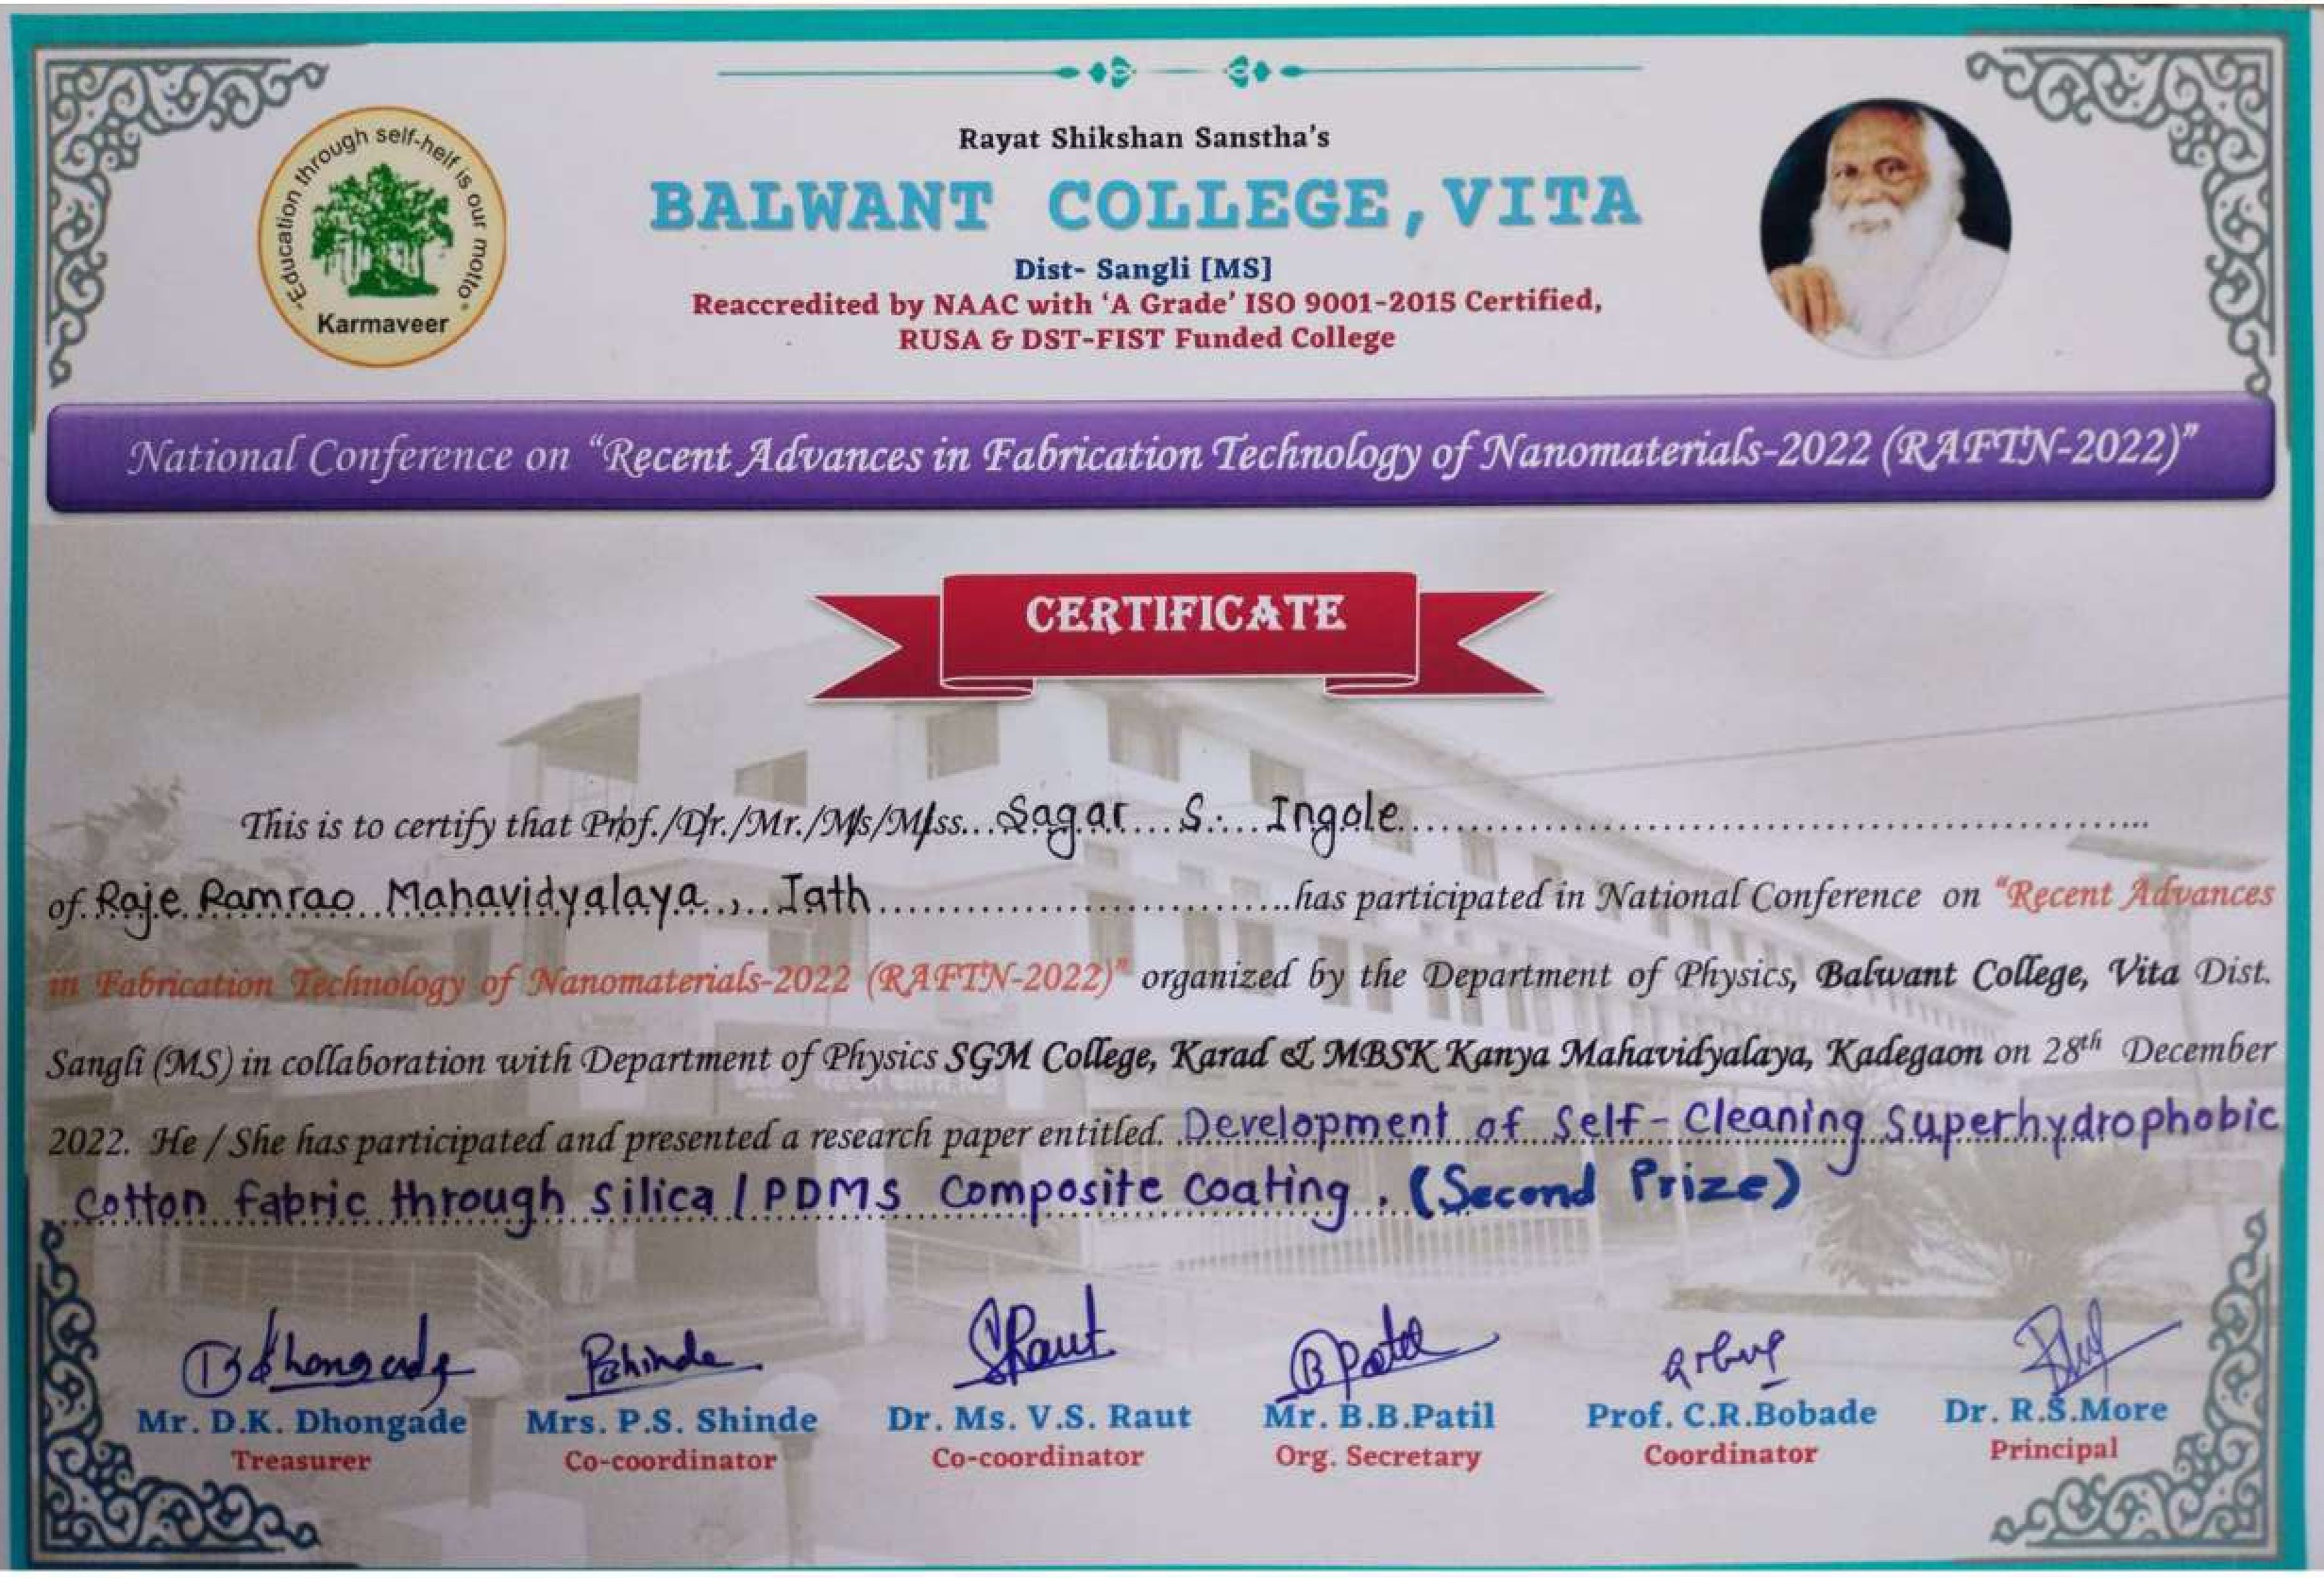 "Education through self-helf is our motto"
Karmaveer
Rayat Shikshan Sanstha's
BALWANT COLLEGE, VITA
Dist- Sangli [MS]
Reaccredited by NAAC with 'A Grade' ISO 9001-2015 Certified,
RUSA & DST-FIST Funded College
National Conference on "Recent Advances in Fabrication Technology of Nanomaterials-2022 (RAFTN-2022)"
CERTIFICATE
This is to certify that Prof./Dr./Mr./Ms/Miss... Sagar S. Ingole
of Raje Ramrao Mahavidyalaya, Jath has participated in National Conference on "Recent Advances
in Fabrication Technology of Nanomaterials-2022 (RAFTN-2022)" organized by the Department of Physics, Balwant College, Vita Dist.
Sangli (MS) in collaboration with Department of Physics SGM College, Karad & MBSK Kanya Mahavidyalaya, Kadegaon on 28th December
2022. He / She has participated and presented a research paper entitled. Development of Self-Cleaning Superhydrophobic
Cotton fabric through silica / PDMS Composite Coating. (Second Prize)
Mr. D.K. Dhongade Mrs. P.S. Shinde Dr. Ms. V.S. Raut Mr. B.B.Patil Prof. C.R.Bobade Dr. R.S.More
Treasurer Co-coordinator Co-coordinator Org. Secretary Coordinator Principal